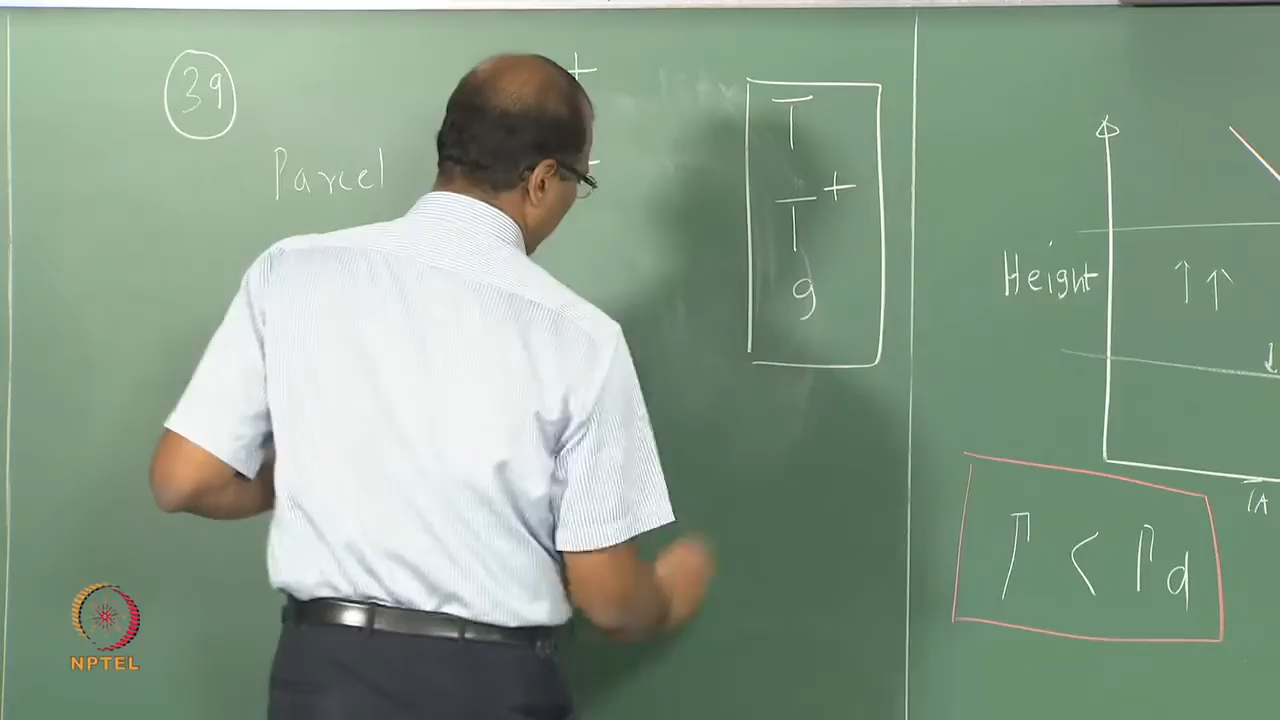 39
+
Parcel
T
T+
g
Height
↑ ↑
↓
Γ < Γd
NPTEL